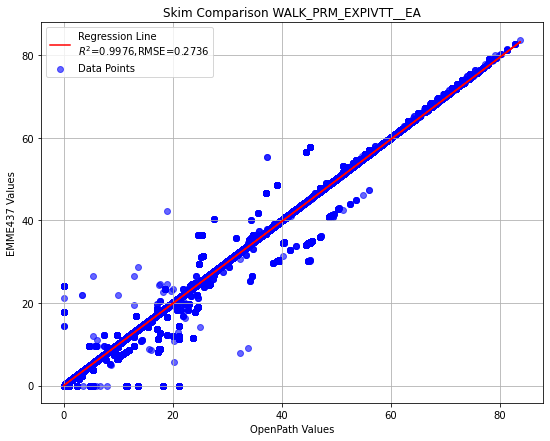 Skim Comparison WALK_PRM_EXPIVTT__EA
Regression Line
R²=0.9976,RMSE=0.2736
Data Points
EMME437 Values
80
60
40
20
0
0 20 40 60 80
OpenPath Values